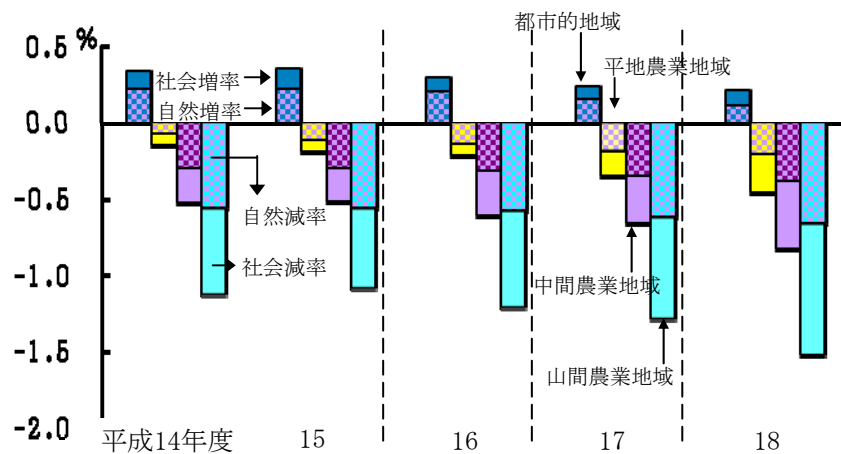 0.5
%
都市的地域
社会増率
平地農業地域
自然増率
0.0
-0.5
自然減率
社会減率
-1.0
中間農業地域
-1.5
山間農業地域
-2.0
平成14年度
15
16
17
18